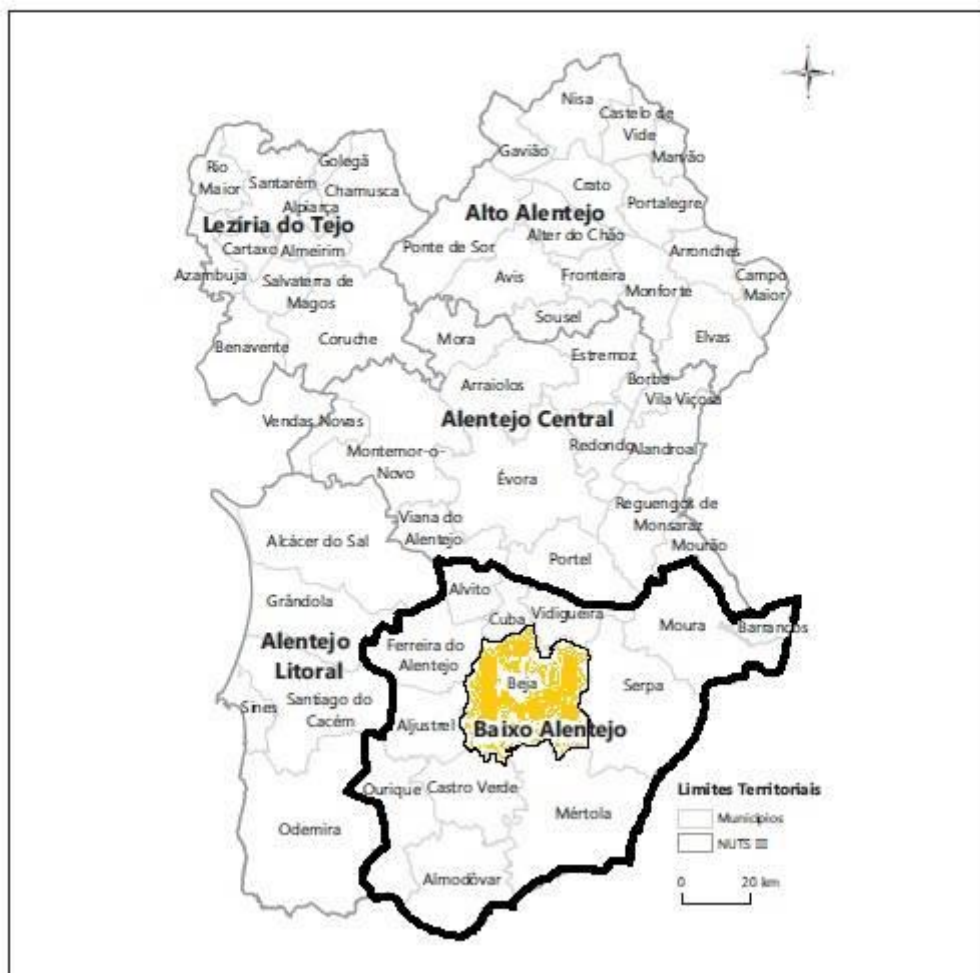 Nisa
Castelo de
Vide
Gavião
Marvão
Rio
Maior
Golegã
Santarém
Chamusca
Alpiarça
Crato
Portalegre
Lezíria do Tejo
Alto Alentejo
Cartaxo
Almeirim
Ponte de Sor
Alter do Chão
Arronches
Azambuja
Salvaterra de
Magos
Avis
Fronteira
Monforte
Campo
Maior
Sousel
Benavente
Coruche
Mora
Elvas
Estremoz
Arraiolos
Borba
Vila Viçosa
Vendas Novas
Alentejo Central
Redondo
Alandroal
Montemor-o-
Novo
Évora
Reguengos de
Monsaraz
Viana do
Alentejo
Alcácer do Sal
Mourão
Portel
Alvito
Grândola
Cuba
Vidigueira
Moura
Barrancos
Alentejo
Litoral
Ferreira do
Alentejo
Beja
Serpa
Sines
Santiago do
Cacém
Aljustrel
Baixo Alentejo
Ourique
Castro Verde
Mértola
Odemira
Almodôvar
Limites Territoriais
Municípios
NUTS III
0 20 km